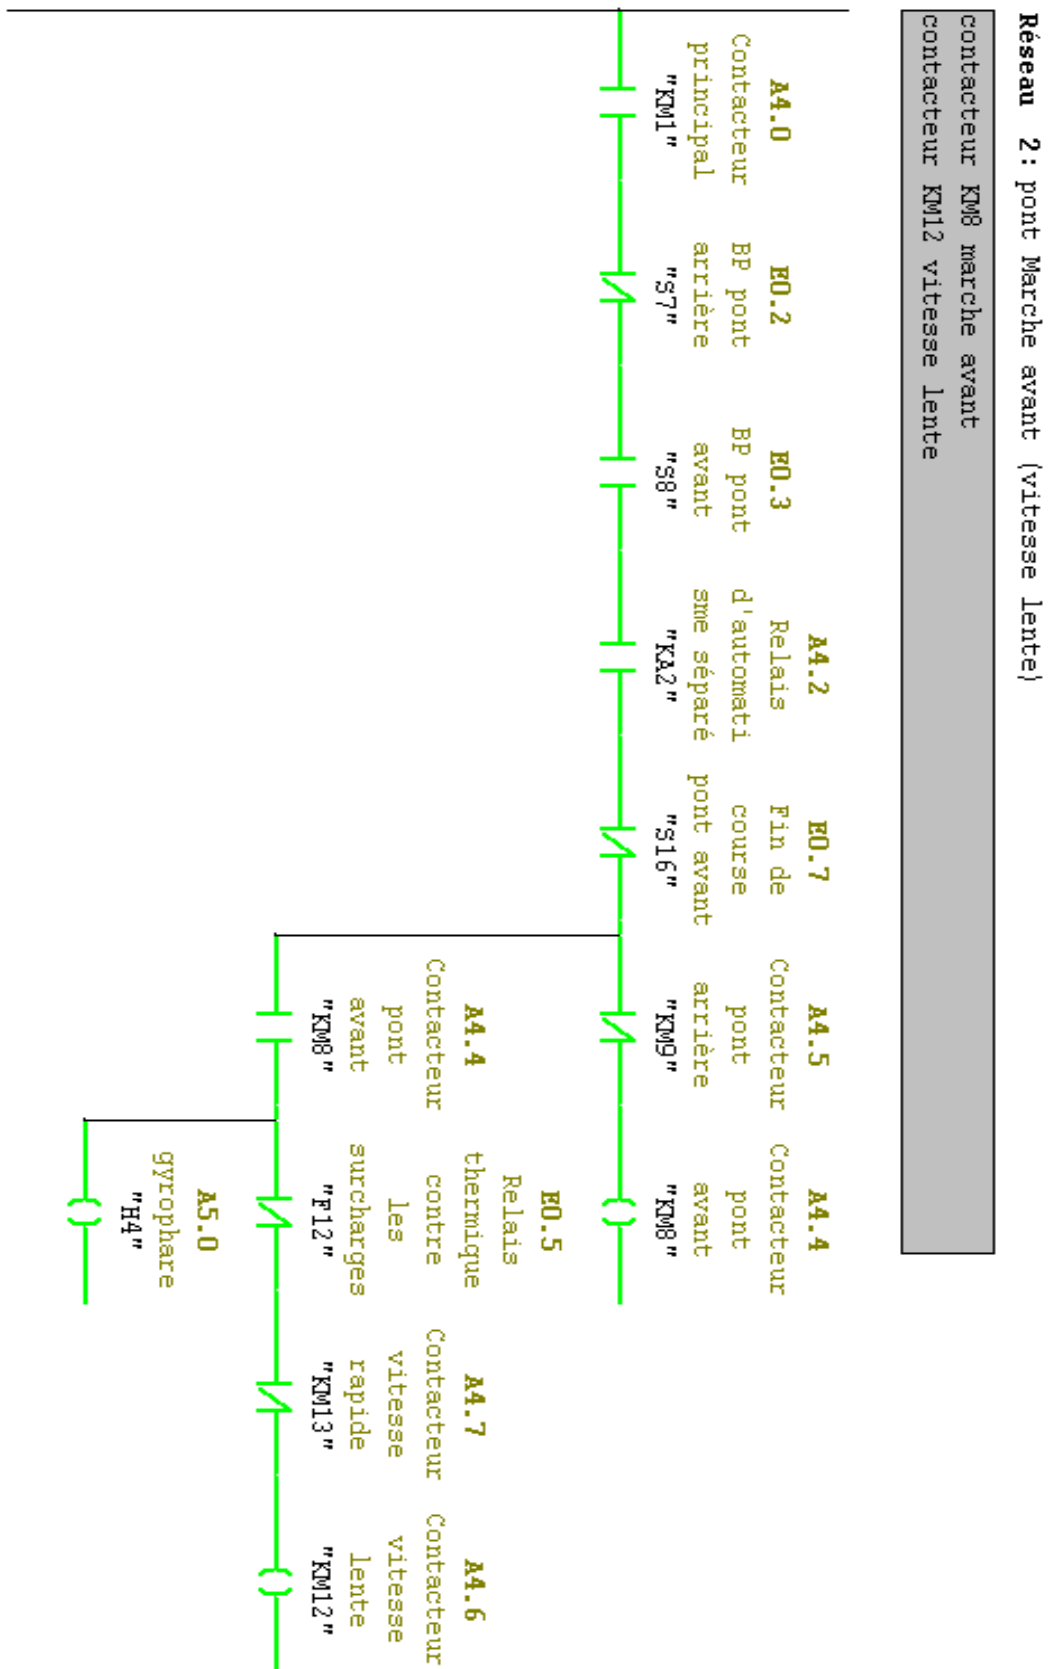 Réseau 2: pont Marche avant (vitesse lente)
contacteur KM8 marche avant
contacteur KM12 vitesse lente
A4.0
Contacteur
principal
"KM1"
E0.2
BP pont
arrière
"S7"
E0.3
BP pont
avant
"S8"
A4.2
Relais
d'automati
sme séparé
"KA2"
E0.7
Fin de
course
pont avant
"S16"
A4.5
Contacteur
pont
arrière
"KM9"
A4.4
Contacteur
pont
avant
"KM8"
A4.4
Contacteur
pont
avant
"KM8"
E0.5
Relais
thermique
contre
les
surcharges
"F12"
A4.7
Contacteur
vitesse
rapide
"KM13"
A4.6
Contacteur
vitesse
lente
"KM12"
A5.0
gyrophare
"H4"